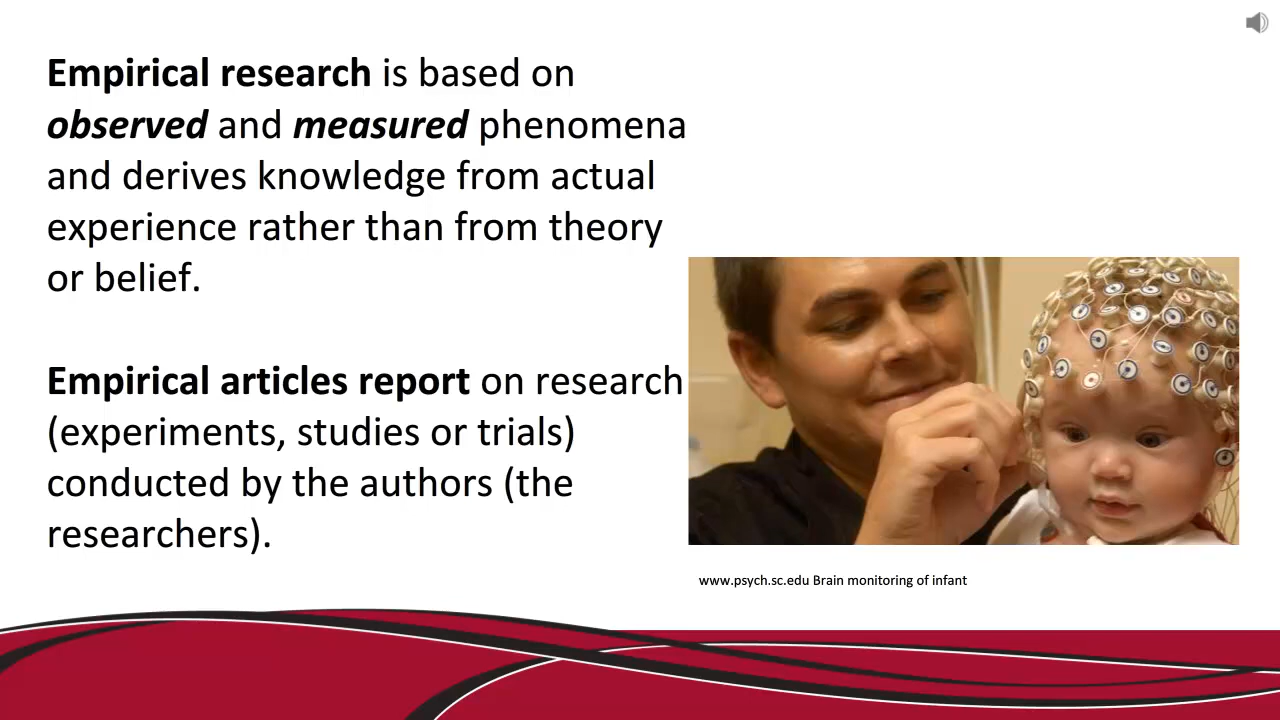 Empirical research is based on
observed and measured phenomena
and derives knowledge from actual
experience rather than from theory
or belief.
Empirical articles report on research
(experiments, studies or trials)
conducted by the authors (the
researchers).
www.psych.sc.edu Brain monitoring of infant